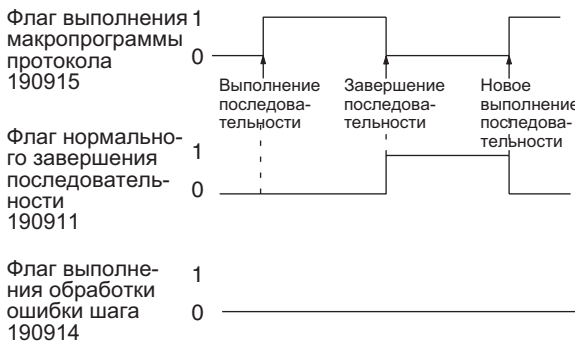 Флаг выполнения
макропрограммы
протокола
190915
1
0
Выполнение
последова-
тельности
Завершение
последова-
тельности
Новое
выполнение
последова-
тельности
Флаг нормально-
го завершения
последователь-
ности
190911
1
0
Флаг выполне-
ния обработки
ошибки шага
190914
1
0